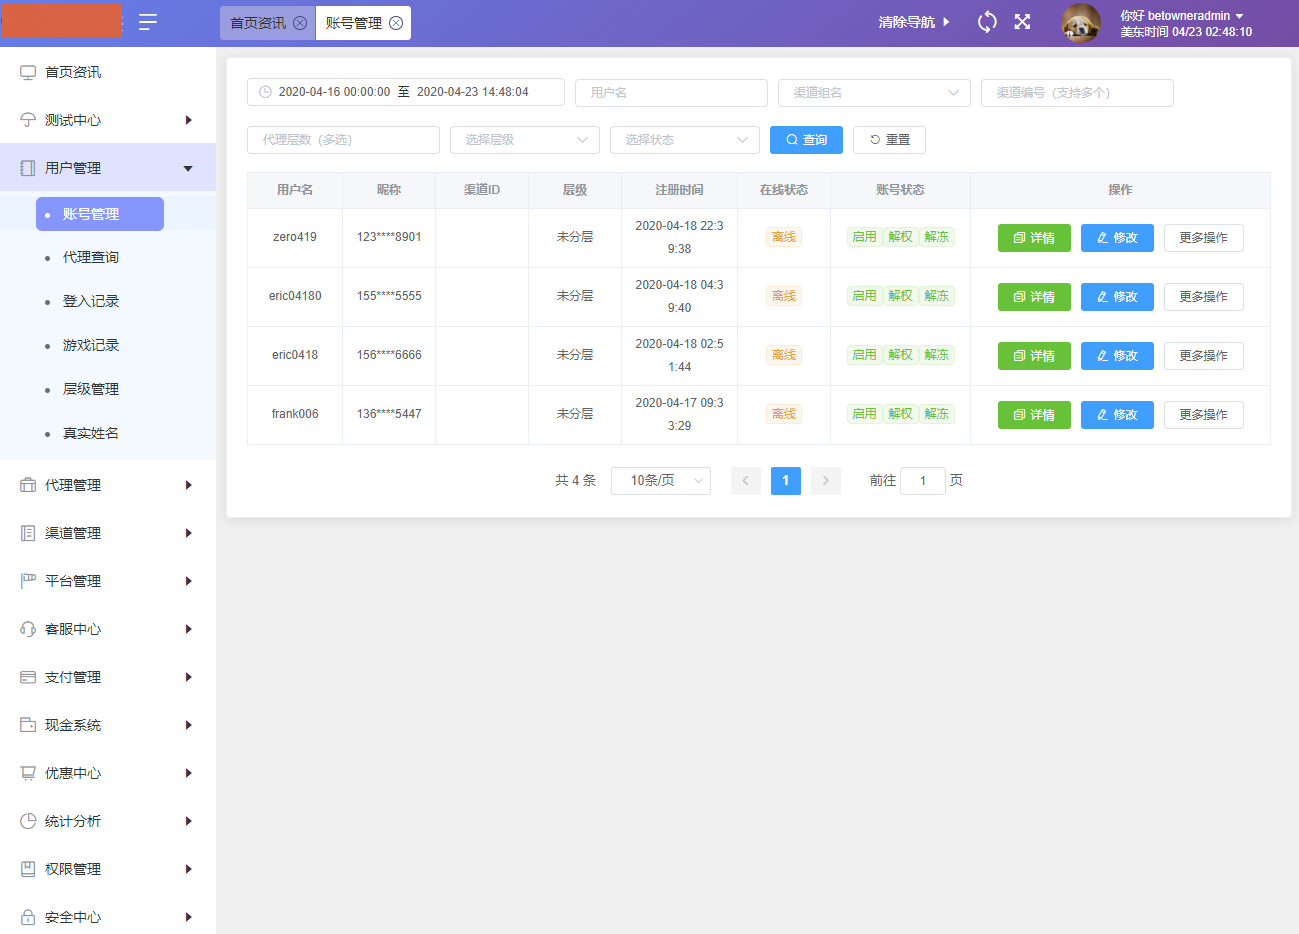 首页资讯
账号管理
清除导航
你好 betowneradmin
美东时间 04/23 02:48:10
首页资讯
测试中心
用户管理
账号管理
代理查询
登入记录
游戏记录
层级管理
真实姓名
代理管理
渠道管理
平台管理
客服中心
支付管理
现金系统
优惠中心
统计分析
权限管理
安全中心
2020-04-16 00:00:00 至 2020-04-23 14:48:04
用户名
渠道组名
渠道编号（支持多个）
代理层数（多选）
选择层级
选择状态
查询
重置
用户名 昵称 渠道ID 层级 注册时间 在线状态 账号状态 操作
zero419 123****8901 未分层 2020-04-18 22:3
9:38 离线 启用 解权 解冻 详情 修改 更多操作
eric04180 155****5555 未分层 2020-04-18 04:3
9:40 离线 启用 解权 解冻 详情 修改 更多操作
eric0418 156****6666 未分层 2020-04-18 02:5
1:44 离线 启用 解权 解冻 详情 修改 更多操作
frank006 136****5447 未分层 2020-04-17 09:3
3:29 离线 启用 解权 解冻 详情 修改 更多操作
共 4 条 10条/页 1 前往 1 页